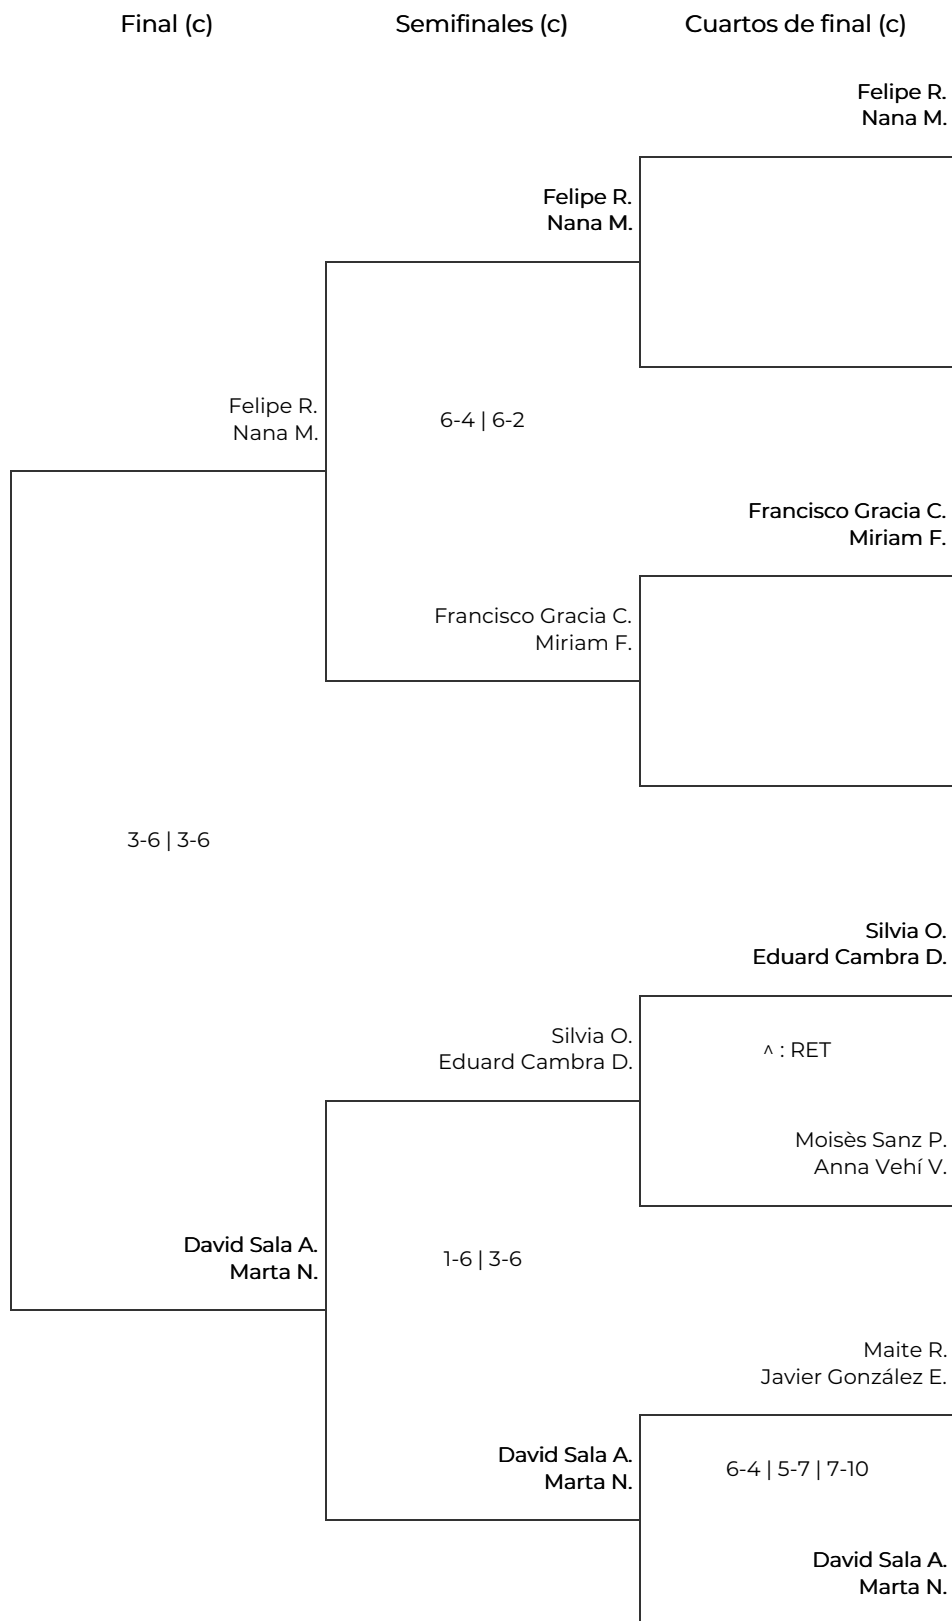 Final (c)
Semifinales (c)
Cuartos de final (c)
Felipe R.
Nana M.
Felipe R.
Nana M.
Felipe R.
Nana M.
6-4 | 6-2
Francisco Gracia C.
Miriam F.
Francisco Gracia C.
Miriam F.
3-6 | 3-6
Silvia O.
Eduard Cambra D.
Silvia O.
Eduard Cambra D.
^ : RET
Moisès Sanz P.
Anna Vehí V.
David Sala A.
Marta N.
1-6 | 3-6
Maite R.
Javier González E.
David Sala A.
Marta N.
6-4 | 5-7 | 7-10
David Sala A.
Marta N.